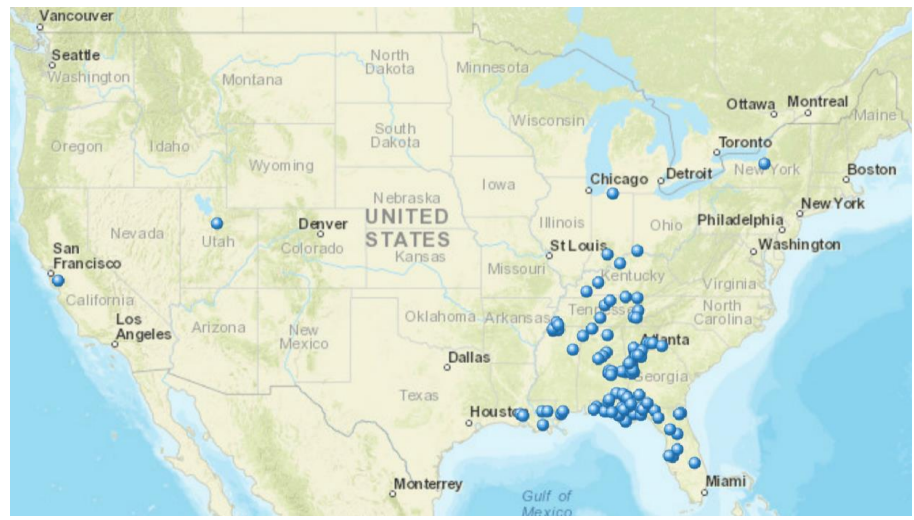 Vancouver
Seattle
Washington
Montana
North
Dakota
Minnesota
Ottawa
Montreal
Maine
Oregon
Idaho
South
Dakota
Wisconsin
Toronto
Wyoming
New York
Boston
Iowa
Chicago
Detroit
Nebraska
New York
Nevada
Utah
Denver
Colorado
UNITED
STATES
Kansas
Illinois
Ohio
Philadelphia
Washington
San
Francisco
St Louis
Missouri
Kentucky
Virginia
California
Los
Angeles
Arizona
New
Mexico
Oklahoma
Arkansas
Tennessee
North
Carolina
Dallas
Atlanta
Georgia
Texas
Houston
Monterrey
Gulf of
Mexico
Miami